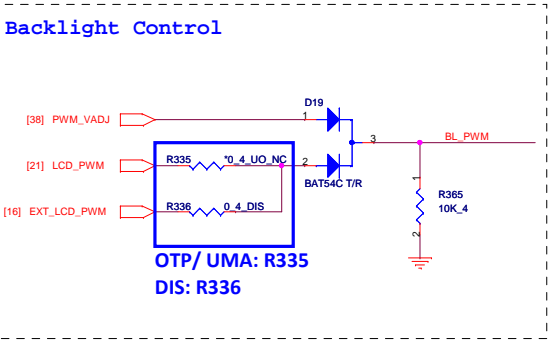 Backlight Control
D19
[38] PWM_VADJ
1
3
BL_PWM
[21] LCD_PWM
R335
*0_4_UO_NC
2
BAT54C T/R
1
R365
10K_4
2
[16] EXT_LCD_PWM
R336
0_4_DIS
OTP/ UMA: R335
DIS: R336